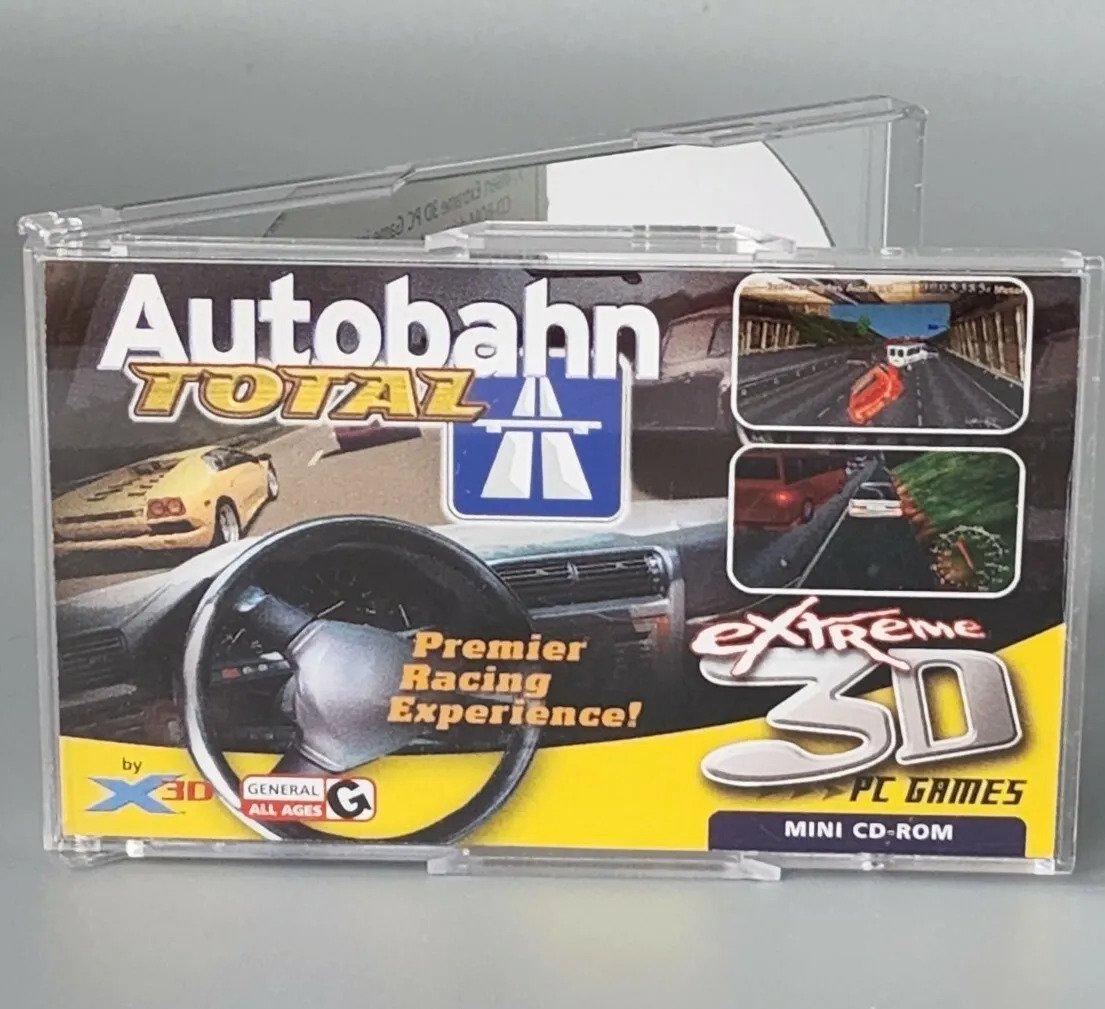 Autobahn
TOTAL
Premier
Racing
Experience!
eXtreme
3D
PC GAMES
MINI CD-ROM
by
X3D
GENERAL
ALL AGES
G